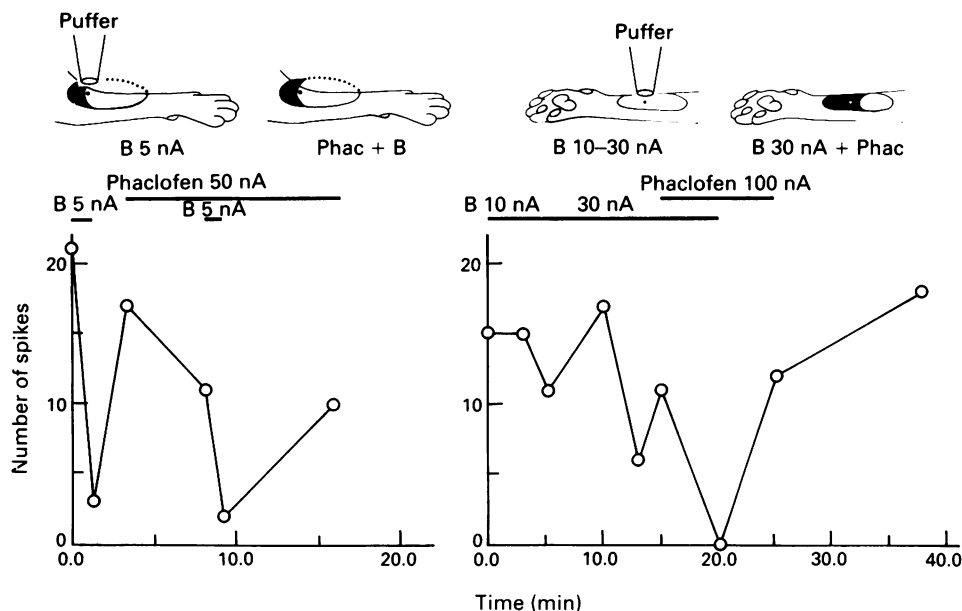 Puffer
Puffer
B 5 nA
Phac + B
B 10–30 nA
B 30 nA + Phac
Phaclofen 50 nA
B 5 nA
B 5 nA
Phaclofen 100 nA
B 10 nA 30 nA
20
10
0
0.0 10.0 20.0
Number of spikes
20
10
0
0.0 10.0 20.0 30.0 40.0
Time (min)